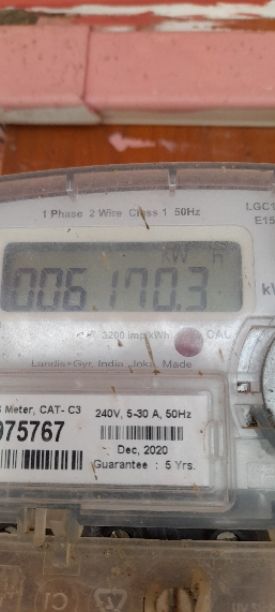 LGC1
1 Phase 2 Wire Class 1 50Hz
E15
kW h
006170.3
3200 imp/kWh CAL
Landis+Gyr, India Joka Made
Meter, CAT- C3
975767
240V, 5-30 A, 50Hz
Dec, 2020
Guarantee : 5 Yrs.